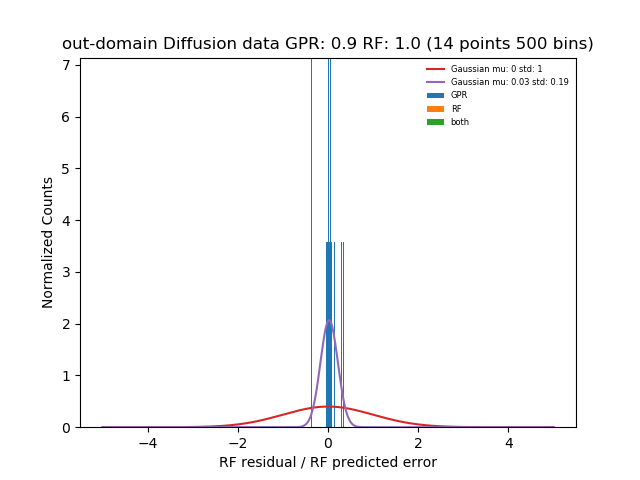 out-domain Diffusion data GPR: 0.9 RF: 1.0 (14 points 500 bins)
Gaussian mu: 0 std: 1
Gaussian mu: 0.03 std: 0.19
GPR
RF
both
Normalized Counts
7
6
5
4
3
2
1
0
−4
−2
0
2
4
RF residual / RF predicted error